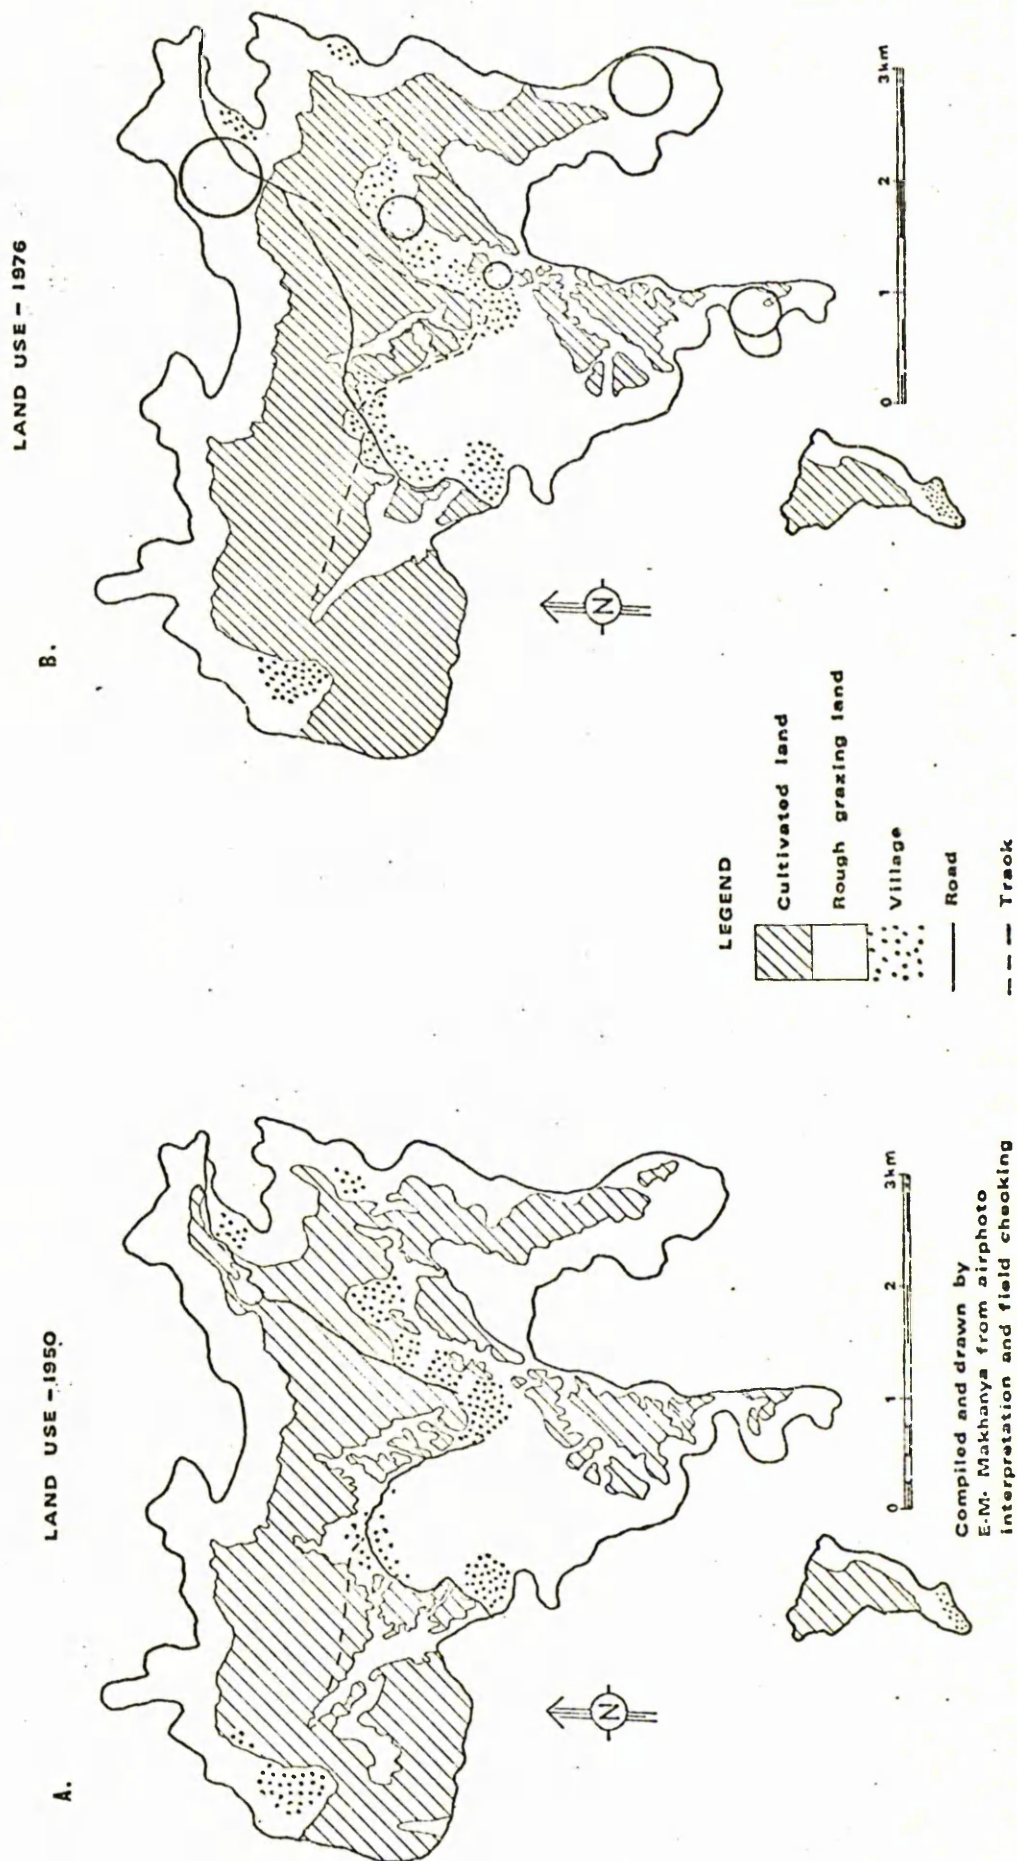 A.
LAND USE – 1950
N
0 1 2 3km
Compiled and drawn by
E·M· Makhanya from airphoto
interpretation and field checking
B.
LAND USE – 1976
N
0 1 2 3km
LEGEND
Cultivated land
Rough grazing land
Village
Road
Track